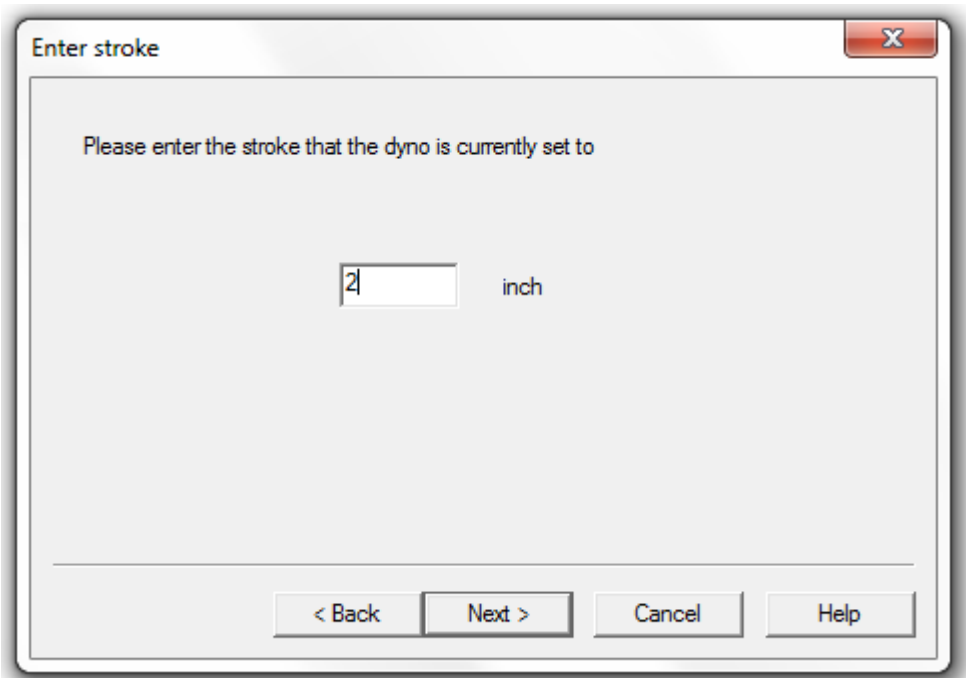 Enter stroke
Please enter the stroke that the dyno is currently set to
2 inch
< Back Next > Cancel Help